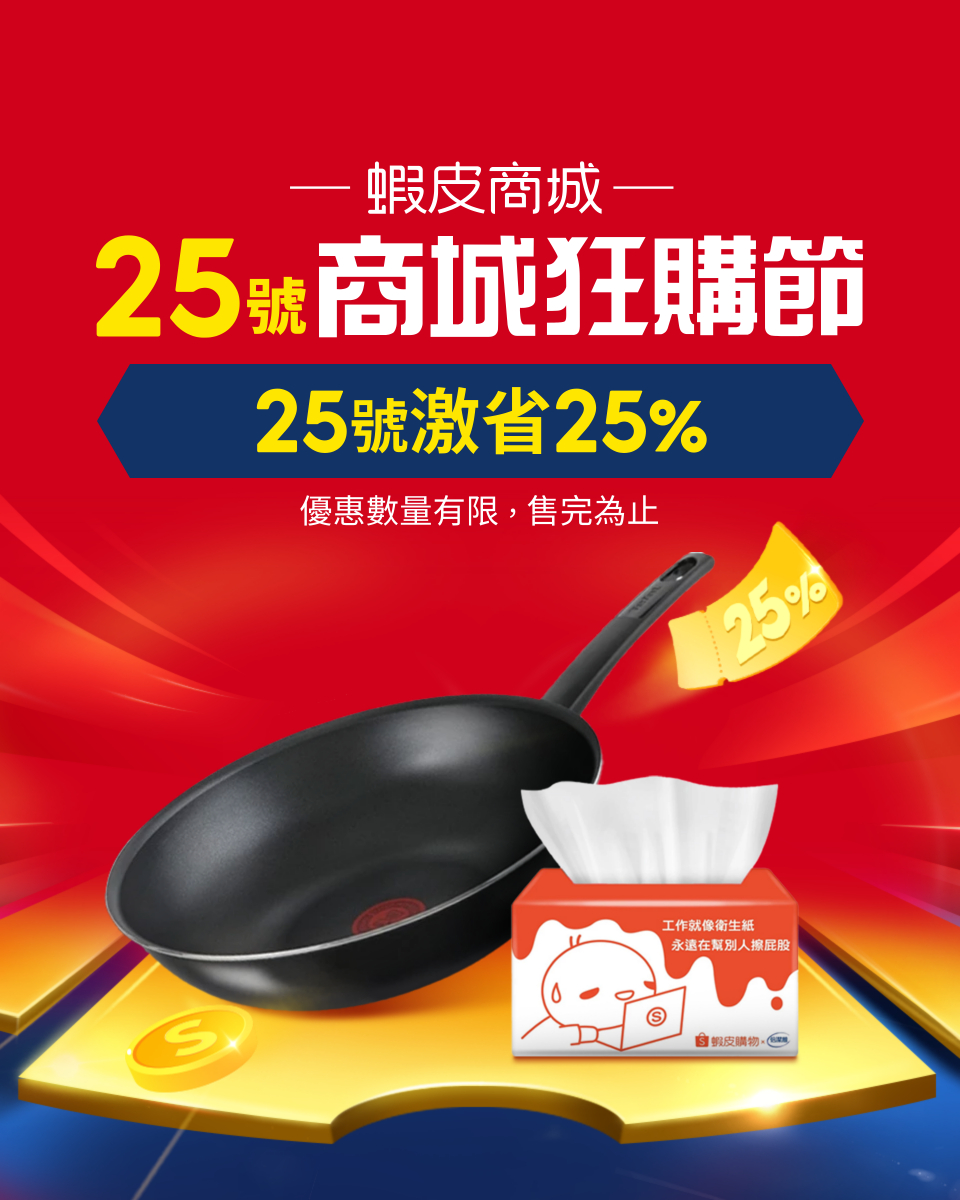 蝦皮商城
25號商城狂購節
25號激省25%
優惠數量有限，售完為止
25%
工作就像衛生紙
永遠在幫別人擦屁股
S
S
S 蝦皮購物 ×